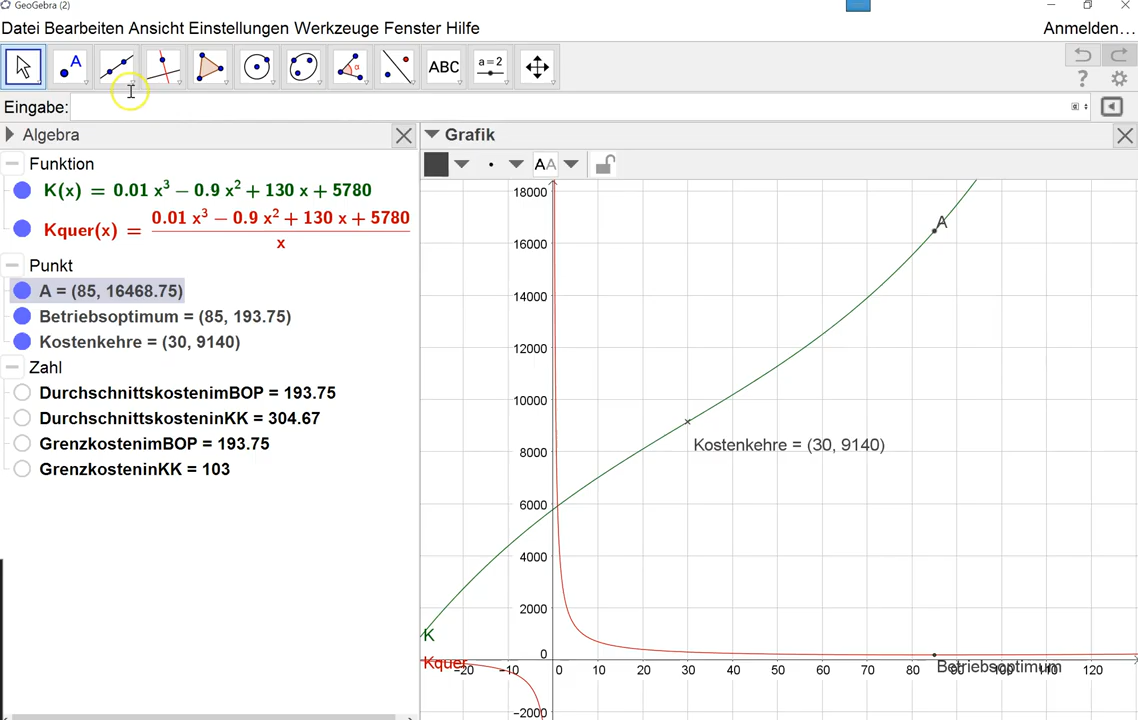 GeoGebra (2)
Datei Bearbeiten Ansicht Einstellungen Werkzeuge Fenster Hilfe
Anmelden...
A
α
ABC
a=2
?
Eingabe:
α
Algebra
Grafik
AA
Funktion
K(x) = 0.01 x³ − 0.9 x² + 130 x + 5780
Kquer(x) = 0.01 x³ − 0.9 x² + 130 x + 5780
x
Punkt
A = (85, 16468.75)
Betriebsoptimum = (85, 193.75)
Kostenkehre = (30, 9140)
Zahl
DurchschnittskostenimBOP = 193.75
DurchschnittskosteninKK = 304.67
GrenzkostenimBOP = 193.75
GrenzkosteninKK = 103
18000
16000
14000
12000
10000
8000
6000
4000
2000
0
−2000
A
Kostenkehre = (30, 9140)
K
Kquer
Betriebsoptimum
−20 −10 0 10 20 30 40 50 60 70 80 90 100 110 120